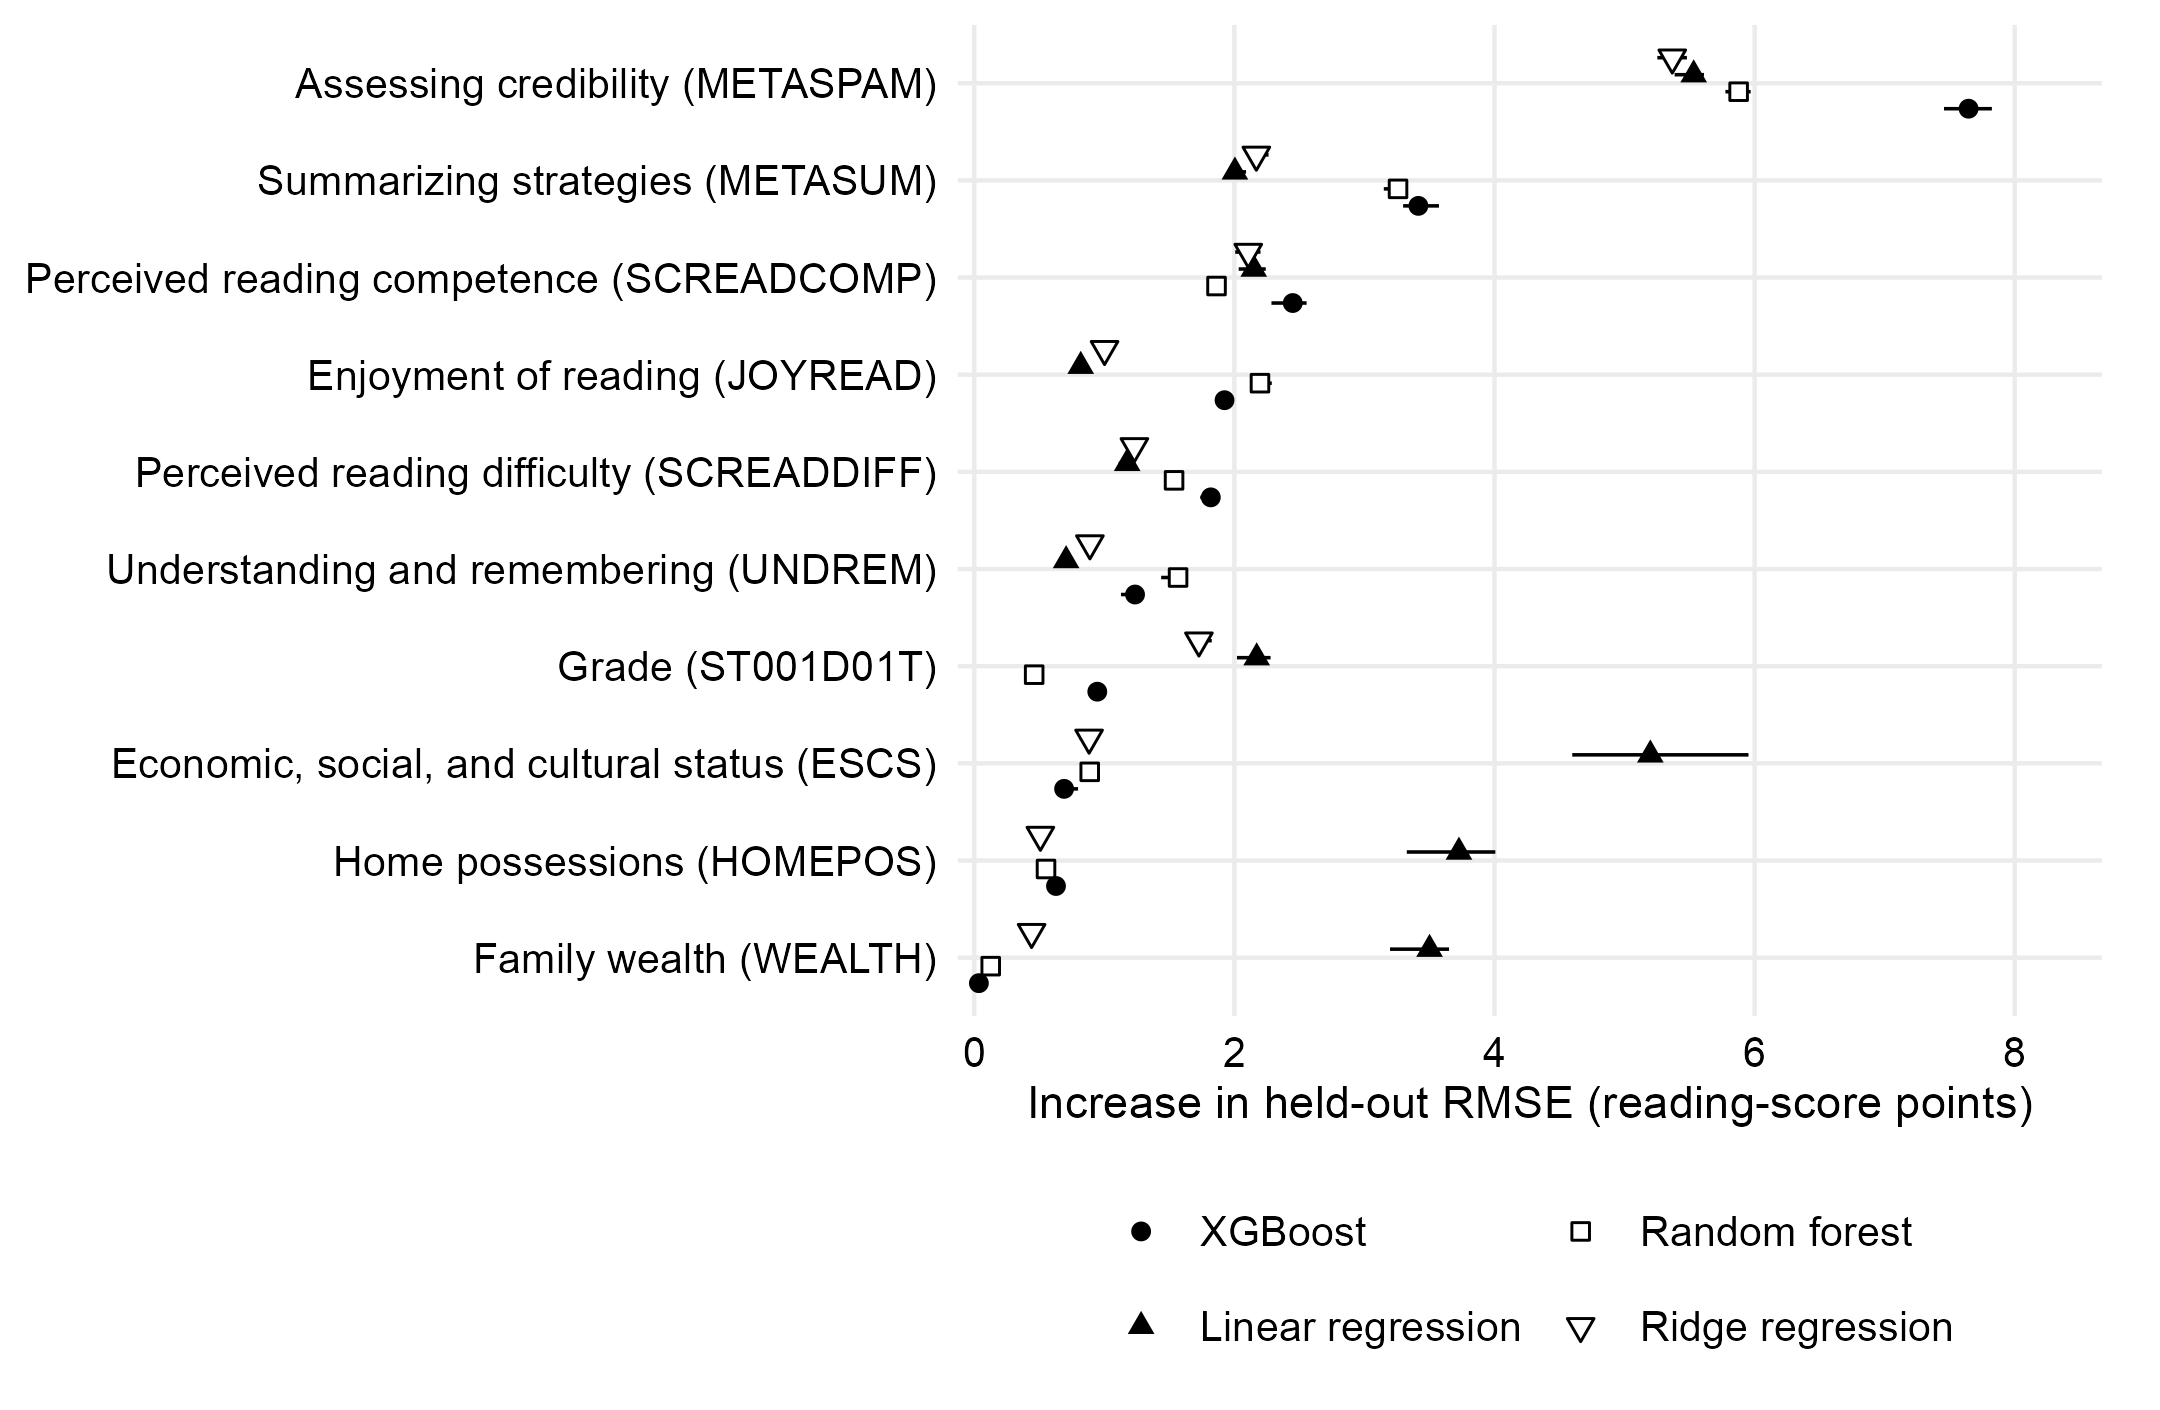 Assessing credibility (METASPAM)
Summarizing strategies (METASUM)
Perceived reading competence (SCREADCOMP)
Enjoyment of reading (JOYREAD)
Perceived reading difficulty (SCREADDIFF)
Understanding and remembering (UNDREM)
Grade (ST001D01T)
Economic, social, and cultural status (ESCS)
Home possessions (HOMEPOS)
Family wealth (WEALTH)
0 2 4 6 8
Increase in held-out RMSE (reading-score points)
XGBoost Random forest
Linear regression Ridge regression